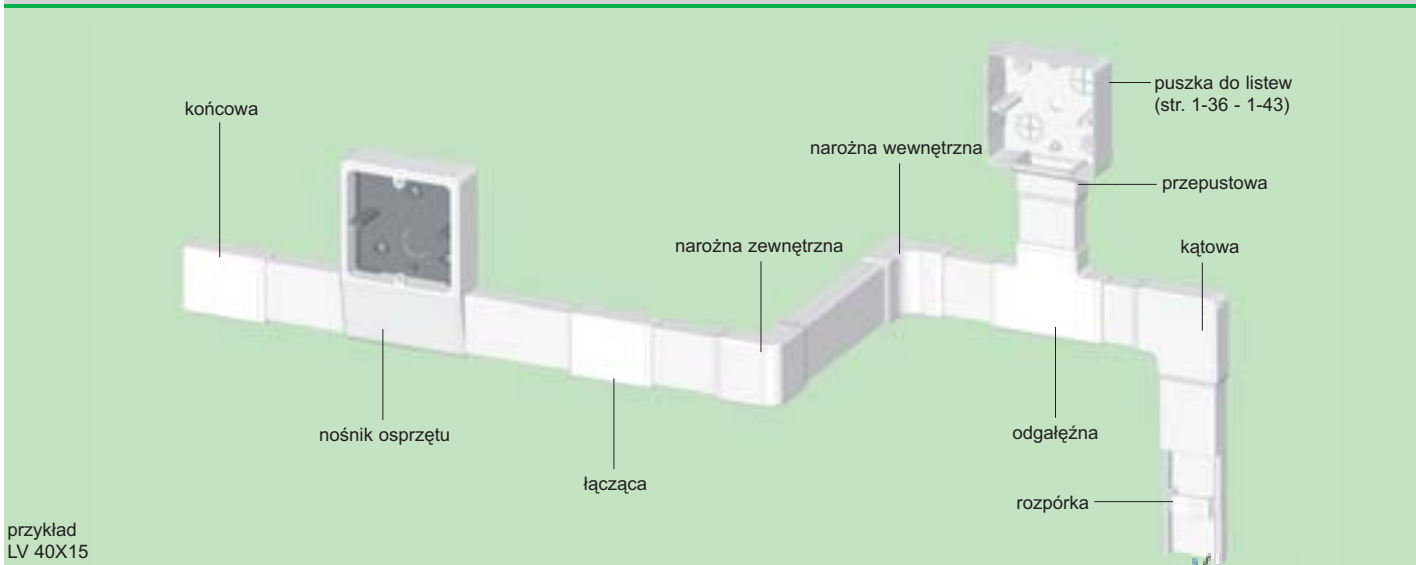 końcowa
puszka do listew
(str. 1-36 - 1-43)
narożna wewnętrzna
przepustowa
narożna zewnętrzna
kątowa
nośnik osprzętu
odgałęźna
łącząca
rozpórka
przykład
LV 40X15